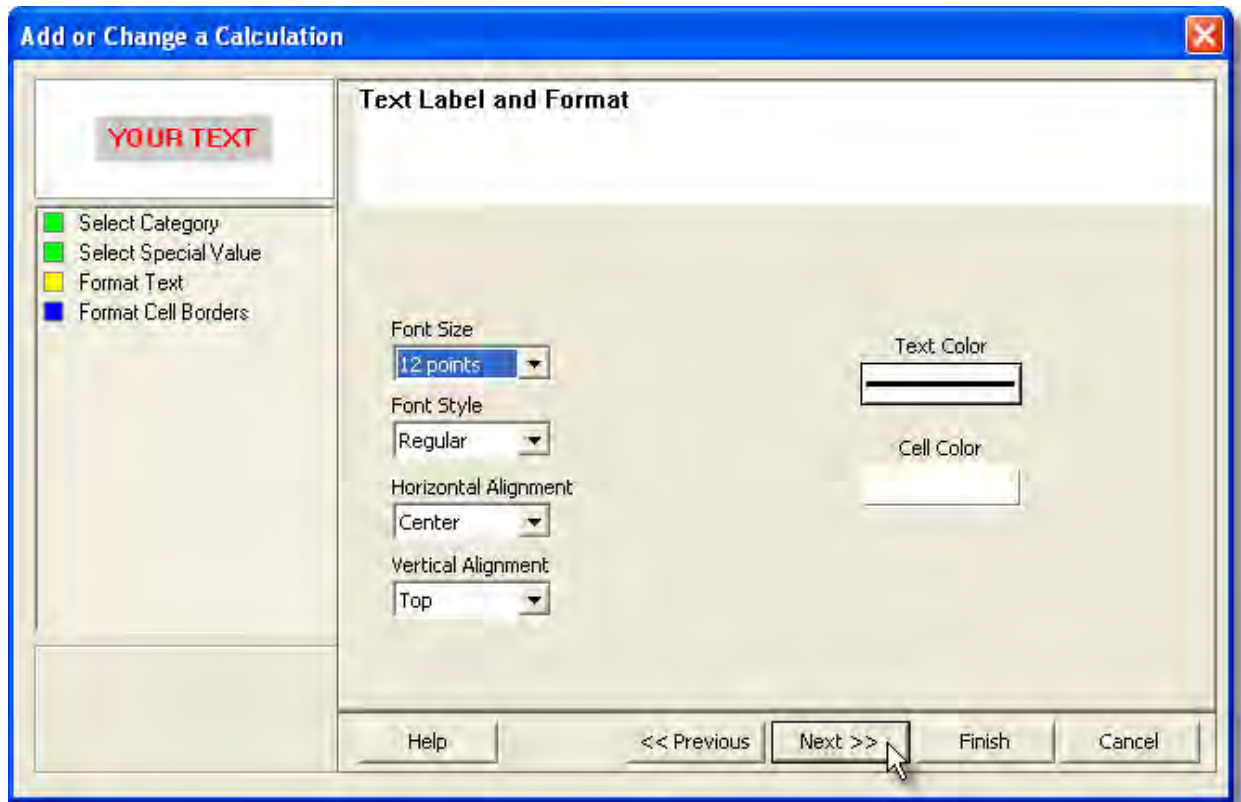 Add or Change a Calculation
YOUR TEXT
Select Category
Select Special Value
Format Text
Format Cell Borders
Text Label and Format
Font Size
12 points
Font Style
Regular
Horizontal Alignment
Center
Vertical Alignment
Top
Text Color
Cell Color
Help
<< Previous
Next >>
Finish
Cancel